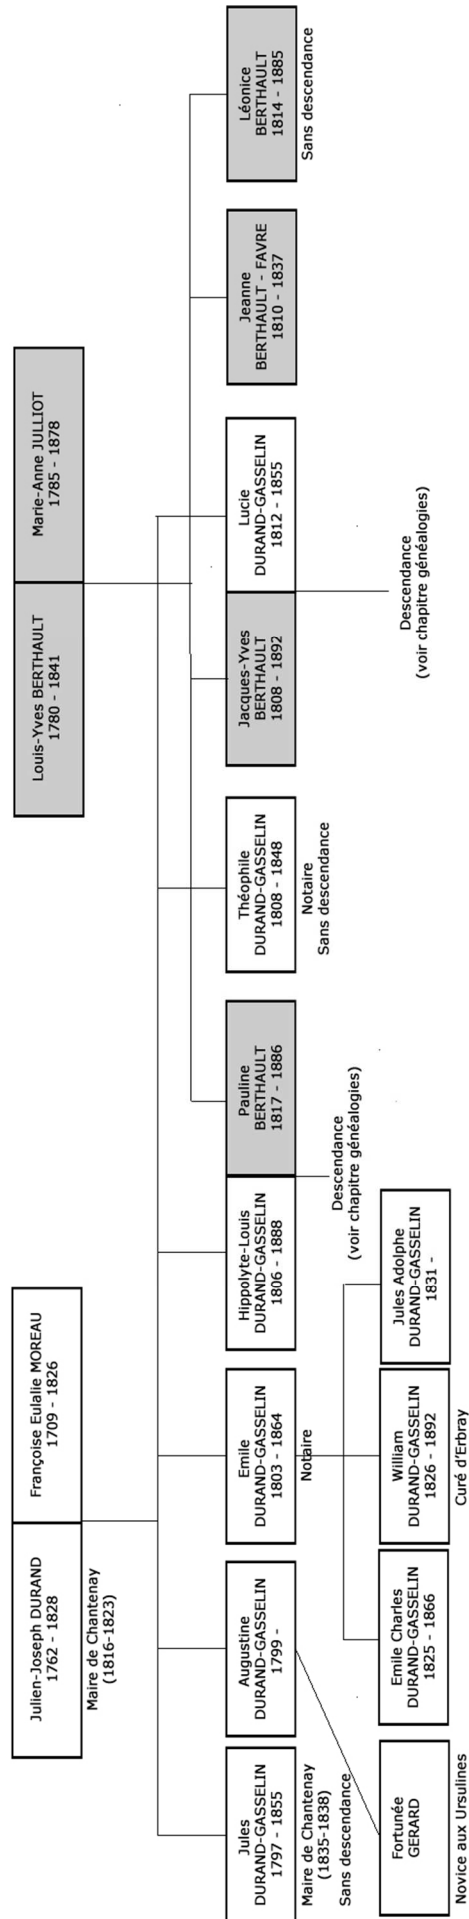 Julien-Joseph DURAND
1762 - 1828
Maire de Chantenay
(1816-1823)
Françoise Eulalie MOREAU
1709 - 1826
Louis-Yves BERTHAULT
1780 - 1841
Marie-Anne JULLIOT
1785 - 1878
Jules
DURAND-GASSELIN
1797 - 1855
Maire de Chantenay
(1835-1838)
Sans descendance
Augustine
DURAND-GASSELIN
1799 -
Emile
DURAND-GASSELIN
1803 - 1864
Notaire
Hippolyte-Louis
DURAND-GASSELIN
1806 - 1888
Pauline
BERTHAULT
1817 - 1886
Descendance
(voir chapitre généalogies)
Théophile
DURAND-GASSELIN
1808 - 1848
Notaire
Sans descendance
Jacques-Yves
BERTHAULT
1808 - 1892
Lucie
DURAND-GASSELIN
1812 - 1855
Descendance
(voir chapitre généalogies)
Jeanne
BERTHAULT - FAVRE
1810 - 1837
Léonice
BERTHAULT
1814 - 1885
Sans descendance
Fortunée
GERARD
Novice aux Ursulines
Emile Charles
DURAND-GASSELIN
1825 - 1866
William
DURAND-GASSELIN
1826 - 1892
Curé d'Erbray
Jules Adolphe
DURAND-GASSELIN
1831 -